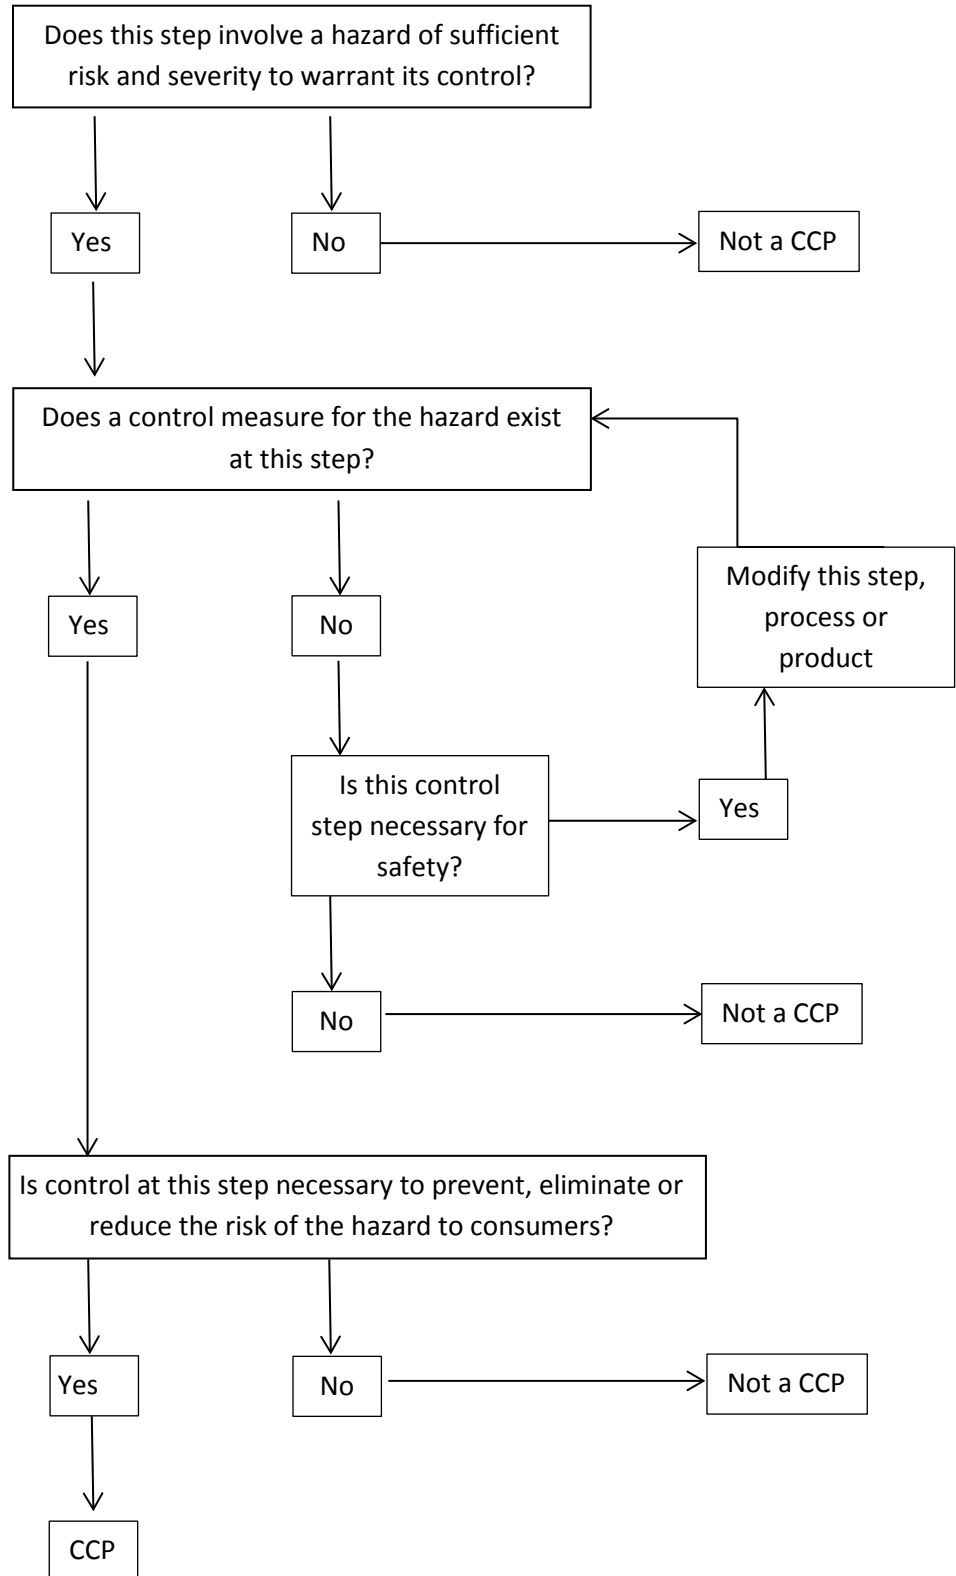 Does this step involve a hazard of sufficient
risk and severity to warrant its control?
Yes
No
Not a CCP
Does a control measure for the hazard exist
at this step?
Modify this step,
process or
product
Yes
No
Is this control
step necessary for
safety?
Yes
No
Not a CCP
Is control at this step necessary to prevent, eliminate or
reduce the risk of the hazard to consumers?
Yes
No
Not a CCP
CCP